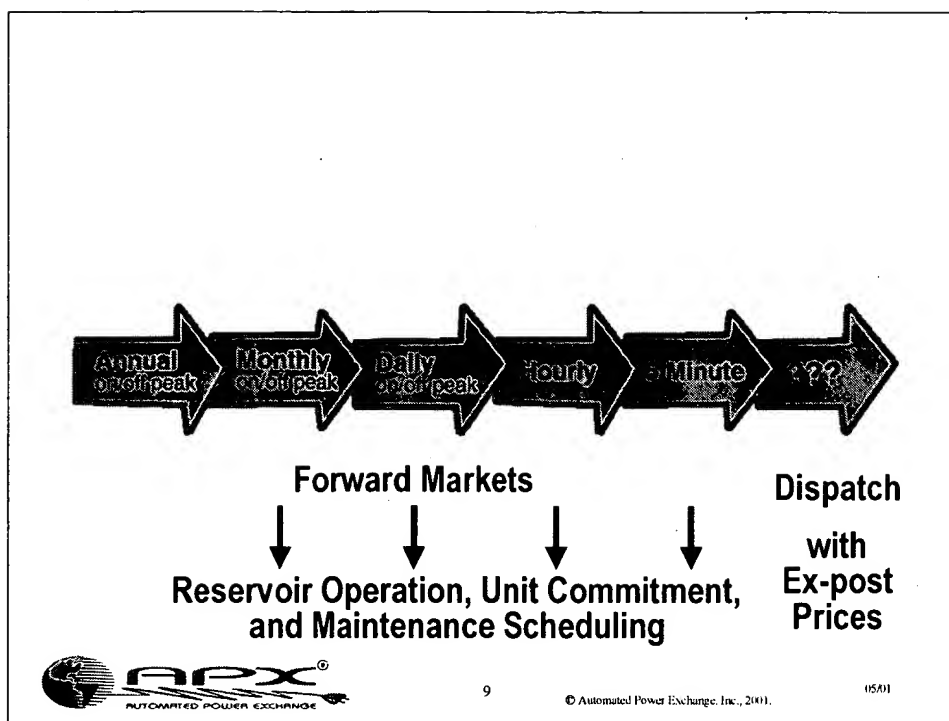 Annual
on/off peak
Monthly
on/off peak
Daily
on/off peak
Hourly
Minute
???
Forward Markets
Dispatch
with
Ex-post
Prices
Reservoir Operation, Unit Commitment,
and Maintenance Scheduling
APX®
AUTOMATED POWER EXCHANGE
9
© Automated Power Exchange, Inc., 2001.
05/01